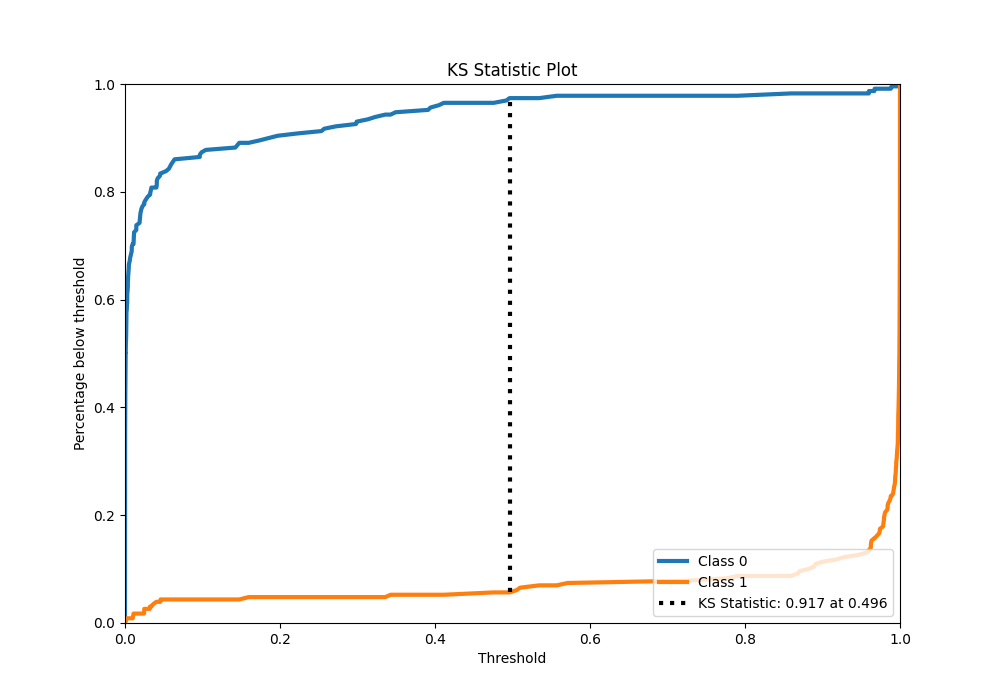 KS Statistic Plot
Percentage below threshold
1.0
0.8
0.6
0.4
0.2
0.0
0.0 0.2 0.4 0.6 0.8 1.0
Threshold
Class 0
Class 1
KS Statistic: 0.917 at 0.496